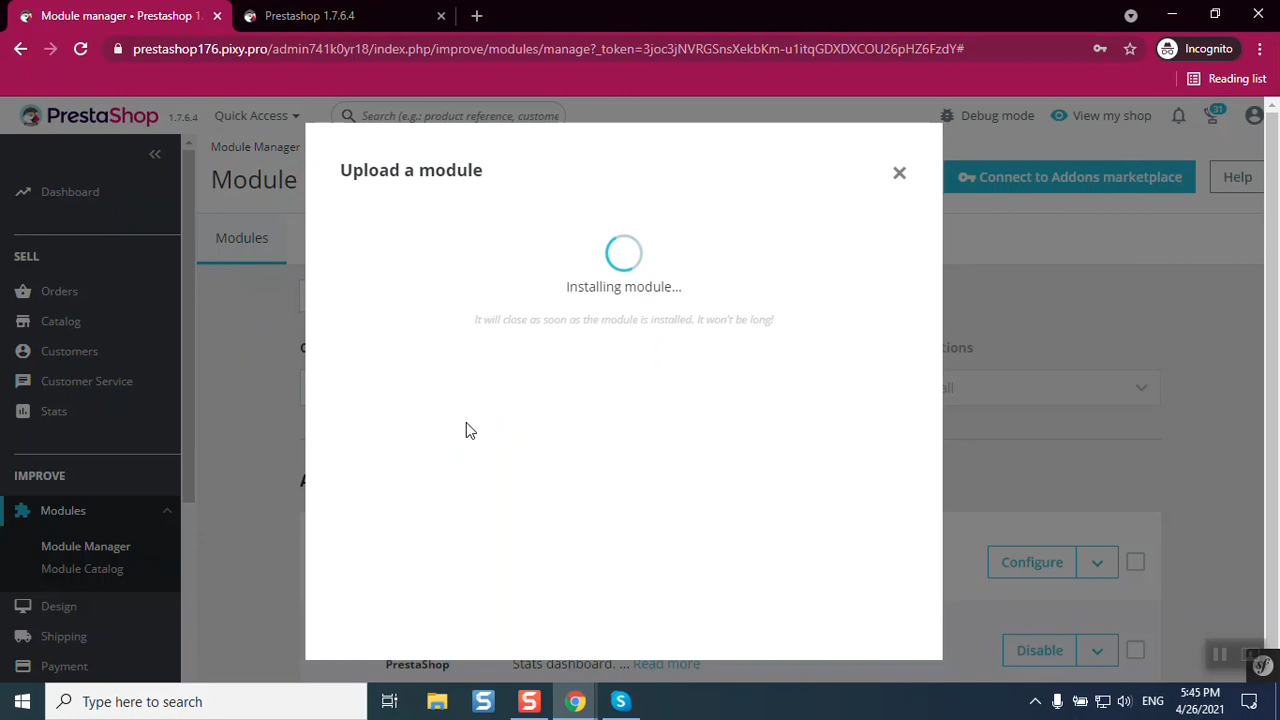 Module manager • Prestashop 1.
Prestashop 1.7.6.4
prestashop176.pixy.pro/admin741k0yr18/index.php/improve/modules/manage?_token=3joc3jNVRGSnsXekbKm-u1itqGDXDXCOU26pHZ6FzdY#
Incognito
Reading list
PrestaShop 1.7.6.4
Quick Access
Search (e.g.: product reference, custome
Debug mode
View my shop
31
Module Manager
Module
Connect to Addons marketplace
Help
Modules
Dashboard
SELL
Orders
Catalog
Customers
Customer Service
Stats
IMPROVE
Modules
Module Manager
Module Catalog
Design
Shipping
Payment
Upload a module
Installing module...
It will close as soon as the module is installed. It won't be long!
Configure
Disable
PrestaShop
Stats dashboard. ... Read more
Type here to search
ENG
5:45 PM
4/26/2021